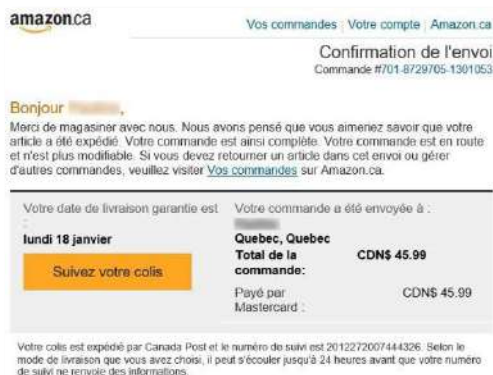 amazon.ca
Vos commandes | Votre compte | Amazon.ca
Confirmation de l'envoi
Commande #701-8729705-1301053
Bonjour
Merci de magasiner avec nous. Nous avons pensé que vous aimeriez savoir que votre
article a été expédié. Votre commande est ainsi complète. Votre commande est en route
et n'est plus modifiable. Si vous devez retourner un article dans cet envoi ou gérer
d'autres commandes, veuillez visiter Vos commandes sur Amazon.ca.
Votre date de livraison garantie est
:
lundi 18 janvier
Suivez votre colis
Votre commande a été envoyée à :
Quebec, Quebec
Total de la commande: CDN$ 45.99
Payé par Mastercard : CDN$ 45.99
Votre colis est expédié par Canada Post et le numéro de suivi est 2012272007444326. Selon le
mode de livraison que vous avez choisi, il peut s'écouler jusqu'à 24 heures avant que votre numéro
de suivi ne renvoie des informations.